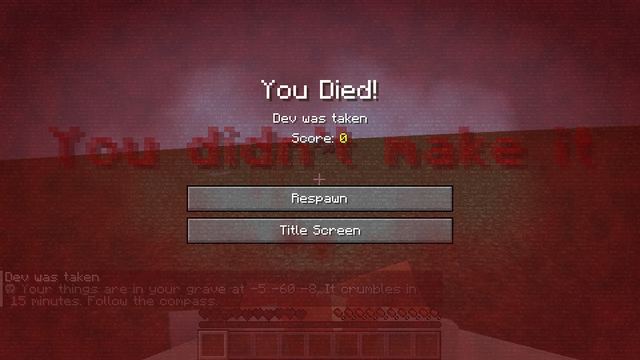 You Died!
Dev was taken
Score: 0
You didn't make it
Respawn
Title Screen
Dev was taken
Your things are in your grave at -5 -60 -8. It crumbles in
15 minutes. Follow the compass.